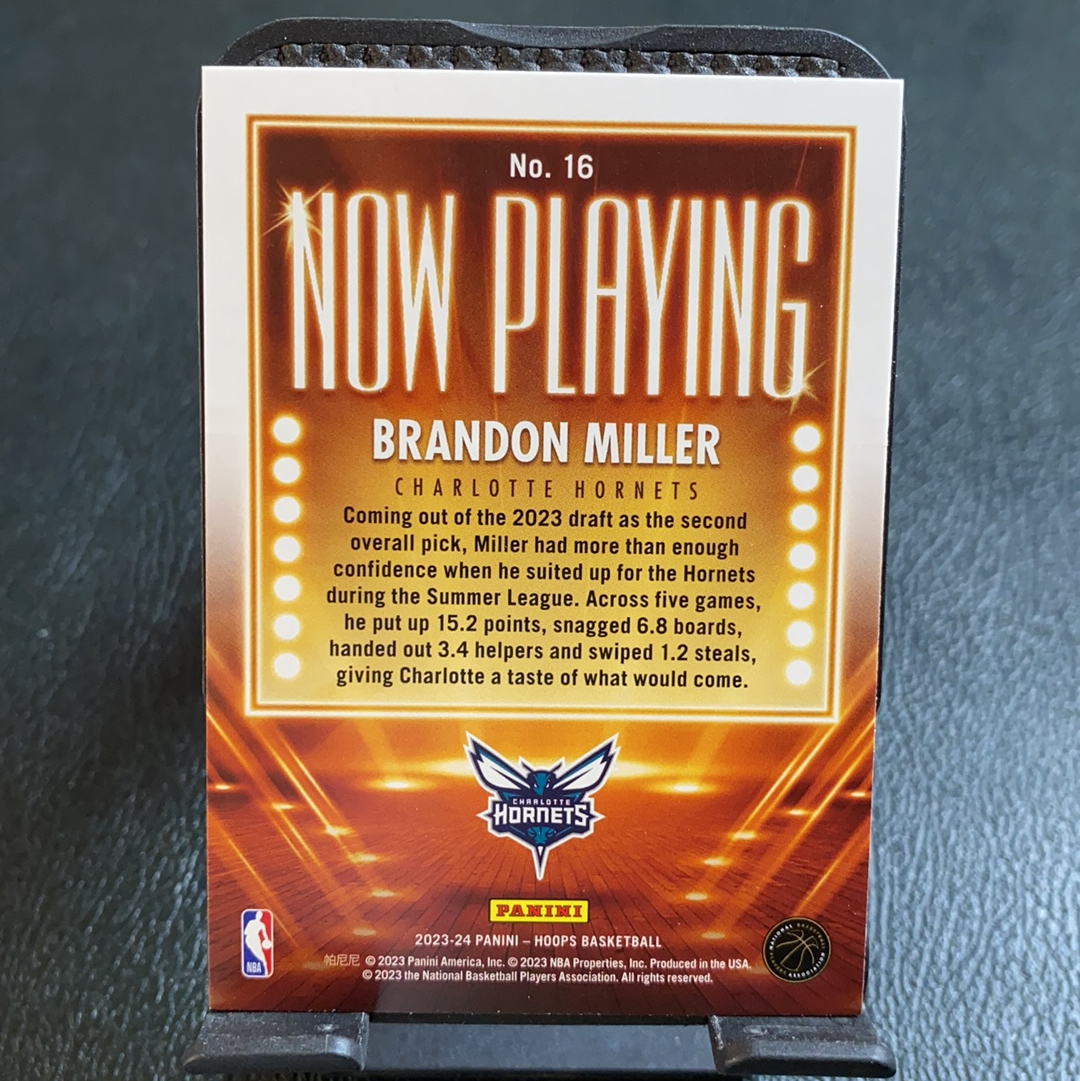 No. 16
NOW PLAYING
BRANDON MILLER
CHARLOTTE HORNETS
Coming out of the 2023 draft as the second
overall pick, Miller had more than enough
confidence when he suited up for the Hornets
during the Summer League. Across five games,
he put up 15.2 points, snagged 6.8 boards,
handed out 3.4 helpers and swiped 1.2 steals,
giving Charlotte a taste of what would come.
CHARLOTTE
HORNETS
PANINI
2023-24 PANINI – HOOPS BASKETBALL
帕尼尼 © 2023 Panini America, Inc. © 2023 NBA Properties, Inc. Produced in the USA.
© 2023 the National Basketball Players Association. All rights reserved.
NBA
NATIONAL BASKETBALL
PLAYERS ASSOCIATION